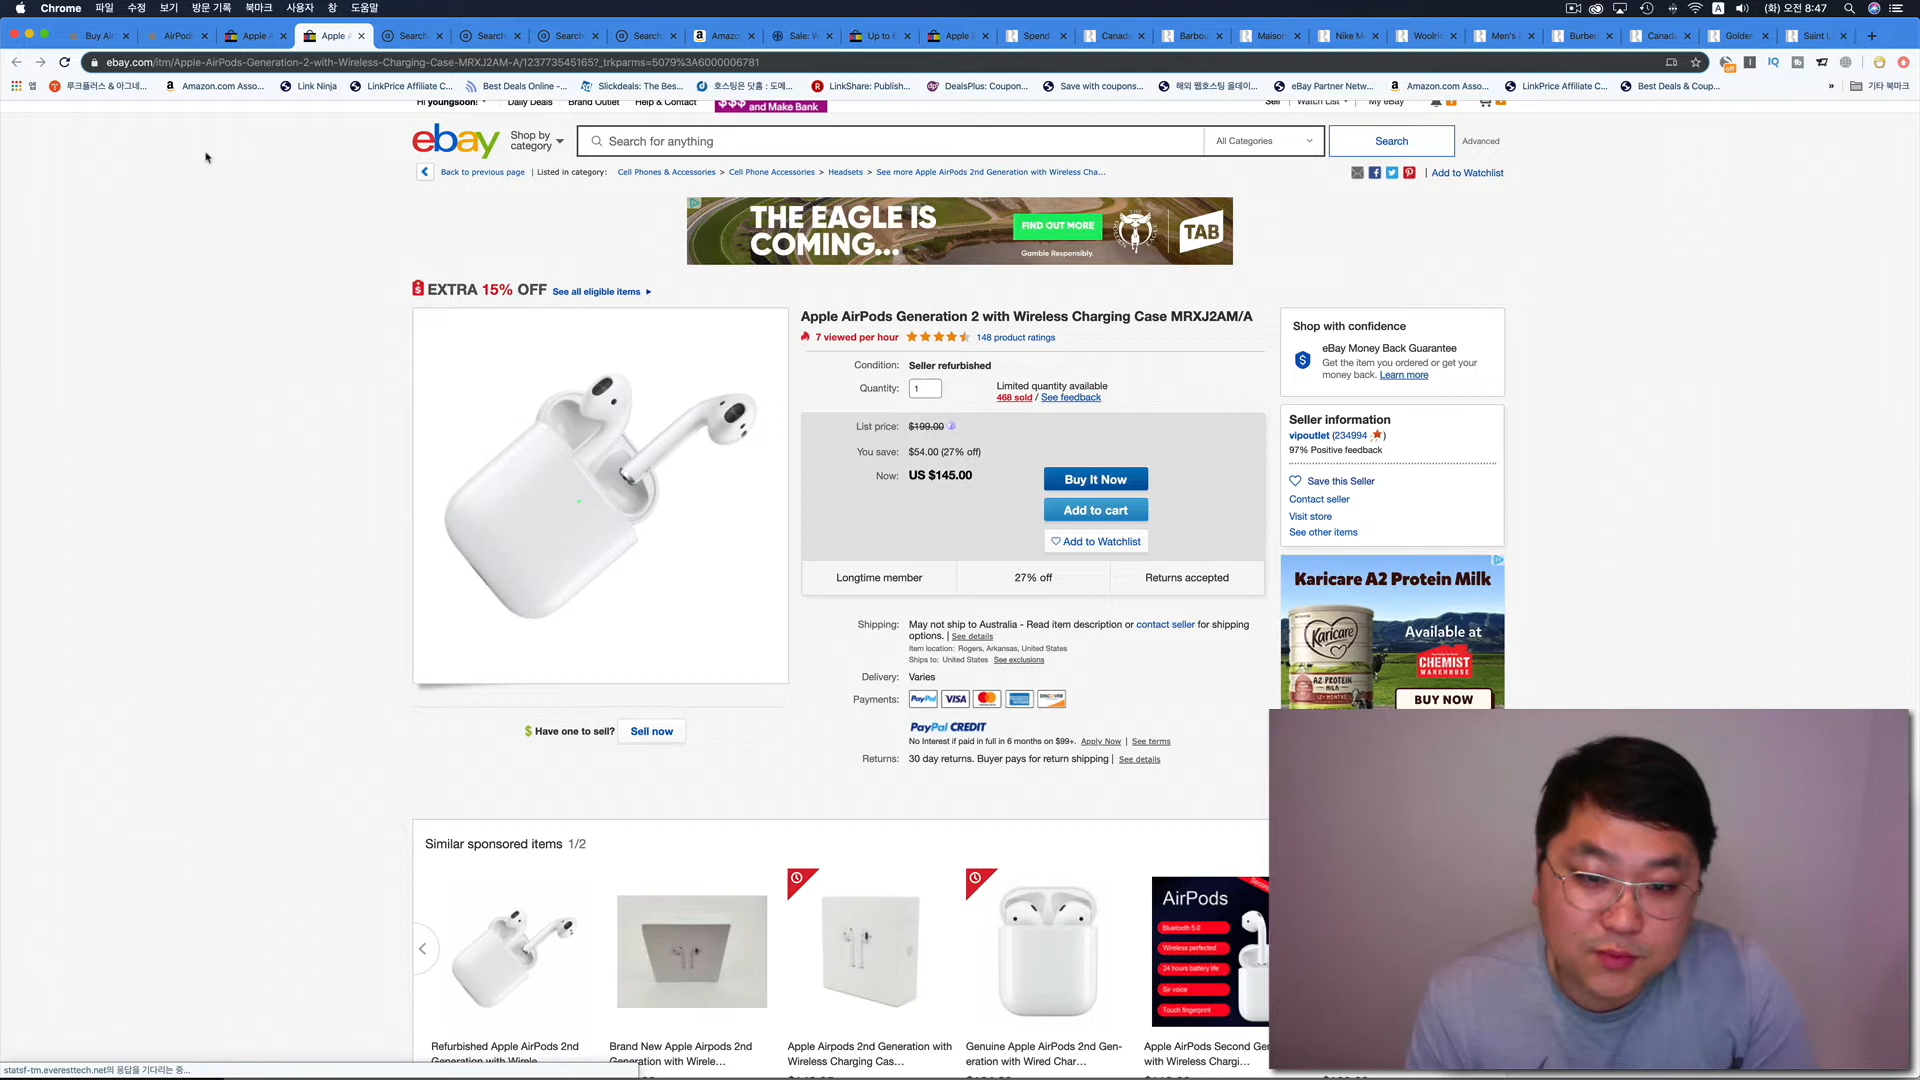 Chrome 파일 수정 보기 방문 기록 북마크 사용자 창 도움말 (화) 오전 8:47
Buy Ai AirPod Apple Apple Search Search Search Search Amazo Sale: W Up to 6 Apple Spend Canada Barbou Maison Nike M Woolric Men's Burber Canada Golden Saint L
ebay.com/itm/Apple-AirPods-Generation-2-with-Wireless-Charging-Case-MRXJ2AM-A/123773545165?_trkparms=5079%3A6000006781
앱 루크플러스 & 아그네... Amazon.com Asso... Link Ninja LinkPrice Affiliate C... Best Deals Online -... Slickdeals: The Bes... 호스팅은 닷홈 : 도메... LinkShare: Publish... DealsPlus: Coupon... Save with coupons... 해외 웹호스팅 올데이... eBay Partner Netw... Amazon.com Asso... LinkPrice Affiliate C... Best Deals & Coup... » 기타 북마크
Hi youngsoon! Daily Deals Brand Outlet Help & Contact $$$ and Make Bank Sell Watch List My eBay
ebay Shop by category Search for anything All Categories Search Advanced
Back to previous page | Listed in category: Cell Phones & Accessories > Cell Phone Accessories > Headsets > See more Apple AirPods 2nd Generation with Wireless Cha... | Add to Watchlist
THE EAGLE IS
COMING...
FIND OUT MORE
Gamble Responsibly.
TAB
EXTRA 15% OFF See all eligible items
Apple AirPods Generation 2 with Wireless Charging Case MRXJ2AM/A
7 viewed per hour 148 product ratings
Condition: Seller refurbished
Quantity: 1 Limited quantity available
468 sold / See feedback
List price: $199.00
You save: $54.00 (27% off)
Now: US $145.00
Buy It Now
Add to cart
Add to Watchlist
Longtime member 27% off Returns accepted
Shipping: May not ship to Australia - Read item description or contact seller for shipping
options. | See details
Item location: Rogers, Arkansas, United States
Ships to: United States See exclusions
Delivery: Varies
Payments: PayPal VISA DISCOVER
PayPal CREDIT
No Interest if paid in full in 6 months on $99+. Apply Now | See terms
Returns: 30 day returns. Buyer pays for return shipping | See details
Have one to sell? Sell now
Shop with confidence
eBay Money Back Guarantee
Get the item you ordered or get your
money back. Learn more
Seller information
vipoutlet (234994 )
97% Positive feedback
Save this Seller
Contact seller
Visit store
See other items
Karicare A2 Protein Milk
Karicare
A2 PROTEIN
MILK
Available at
CHEMIST
WAREHOUSE
BUY NOW
Similar sponsored items 1/2
AirPods
Bluetooth 5.0
Wireless perfected
24 hours battery life
Sir voice
Touch fingerprint
Refurbished Apple AirPods 2nd
Generation with Wirele...
Brand New Apple AirPods 2nd
Generation with Wirele...
Apple Airpods 2nd Generation with
Wireless Charging Cas...
Genuine Apple AirPods 2nd Gen-
eration with Wired Char...
Apple AirPods Second Ge
with Wireless Chargi
statsf-tm.everesttech.net의 응답을 기다리는 중...